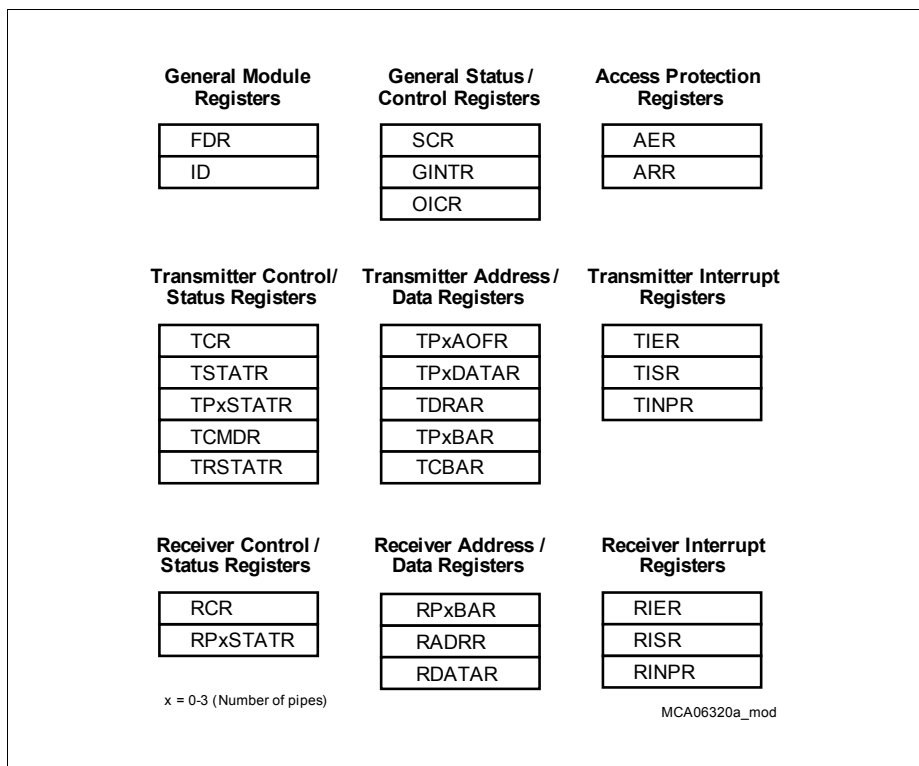 General Module
Registers
FDR
ID
General Status /
Control Registers
SCR
GINTR
OICR
Access Protection
Registers
AER
ARR
Transmitter Control/
Status Registers
TCR
TSTATR
TPxSTATR
TCMDR
TRSTATR
Transmitter Address /
Data Registers
TPxAOFR
TPxDATAR
TDRAR
TPxBAR
TCBAR
Transmitter Interrupt
Registers
TIER
TISR
TINPR
Receiver Control /
Status Registers
RCR
RPxSTATR
Receiver Address /
Data Registers
RPxBAR
RADRR
RDATAR
Receiver Interrupt
Registers
RIER
RISR
RINPR
x = 0-3 (Number of pipes)
MCA06320a_mod